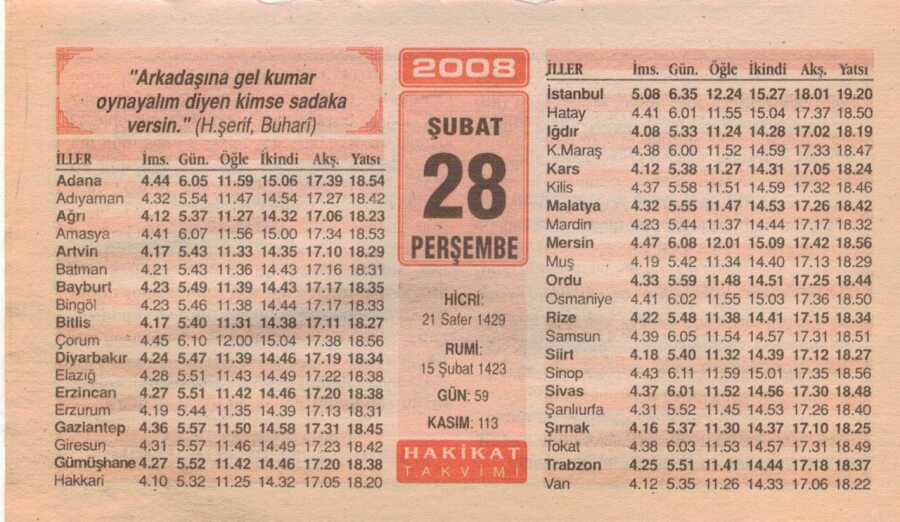 "Arkadaşına gel kumar
oynayalım diyen kimse sadaka
versin." (H.şerif, Buharî)
İLLER İms. Gün. Öğle İkindi Akş. Yatsı
Adana 4.44 6.05 11.59 15.06 17.39 18.54
Adıyaman 4.32 5.54 11.47 14.54 17.27 18.42
Ağrı 4.12 5.37 11.27 14.32 17.06 18.23
Amasya 4.41 6.07 11.56 15.00 17.34 18.53
Artvin 4.17 5.43 11.33 14.35 17.10 18.29
Batman 4.21 5.43 11.36 14.43 17.16 18.31
Bayburt 4.23 5.49 11.39 14.43 17.17 18.35
Bingöl 4.23 5.46 11.38 14.44 17.17 18.33
Bitlis 4.17 5.40 11.31 14.38 17.11 18.27
Çorum 4.45 6.10 12.00 15.04 17.38 18.56
Diyarbakır 4.24 5.47 11.39 14.46 17.19 18.34
Elazığ 4.28 5.51 11.43 14.49 17.22 18.38
Erzincan 4.27 5.51 11.42 14.46 17.20 18.38
Erzurum 4.19 5.44 11.35 14.39 17.13 18.31
Gaziantep 4.36 5.57 11.50 14.58 17.31 18.45
Giresun 4.31 5.57 11.46 14.49 17.23 18.42
Gümüşhane 4.27 5.52 11.42 14.46 17.20 18.38
Hakkari 4.10 5.32 11.25 14.32 17.05 18.20
2008
ŞUBAT
28
PERŞEMBE
HİCRİ:
21 Safer 1429
RUMİ:
15 Şubat 1423
GÜN: 59
KASIM: 113
HAKİKAT
TAKVİMİ
İLLER İms. Gün. Öğle İkindi Akş. Yatsı
İstanbul 5.08 6.35 12.24 15.27 18.01 19.20
Hatay 4.41 6.01 11.55 15.04 17.37 18.50
Iğdır 4.08 5.33 11.24 14.28 17.02 18.19
K.Maraş 4.38 6.00 11.52 14.59 17.33 18.47
Kars 4.12 5.38 11.27 14.31 17.05 18.24
Kilis 4.37 5.58 11.51 14.59 17.32 18.46
Malatya 4.32 5.55 11.47 14.53 17.26 18.42
Mardin 4.23 5.44 11.37 14.44 17.17 18.32
Mersin 4.47 6.08 12.01 15.09 17.42 18.56
Muş 4.19 5.42 11.34 14.40 17.13 18.29
Ordu 4.33 5.59 11.48 14.51 17.25 18.44
Osmaniye 4.41 6.02 11.55 15.03 17.36 18.50
Rize 4.22 5.48 11.38 14.41 17.15 18.34
Samsun 4.39 6.05 11.54 14.57 17.31 18.51
Siirt 4.18 5.40 11.32 14.39 17.12 18.27
Sinop 4.43 6.11 11.59 15.01 17.35 18.56
Sivas 4.37 6.01 11.52 14.56 17.30 18.48
Şanlıurfa 4.31 5.52 11.45 14.53 17.26 18.40
Şırnak 4.16 5.37 11.30 14.37 17.10 18.25
Tokat 4.38 6.03 11.53 14.57 17.31 18.49
Trabzon 4.25 5.51 11.41 14.44 17.18 18.37
Van 4.12 5.35 11.26 14.33 17.06 18.22